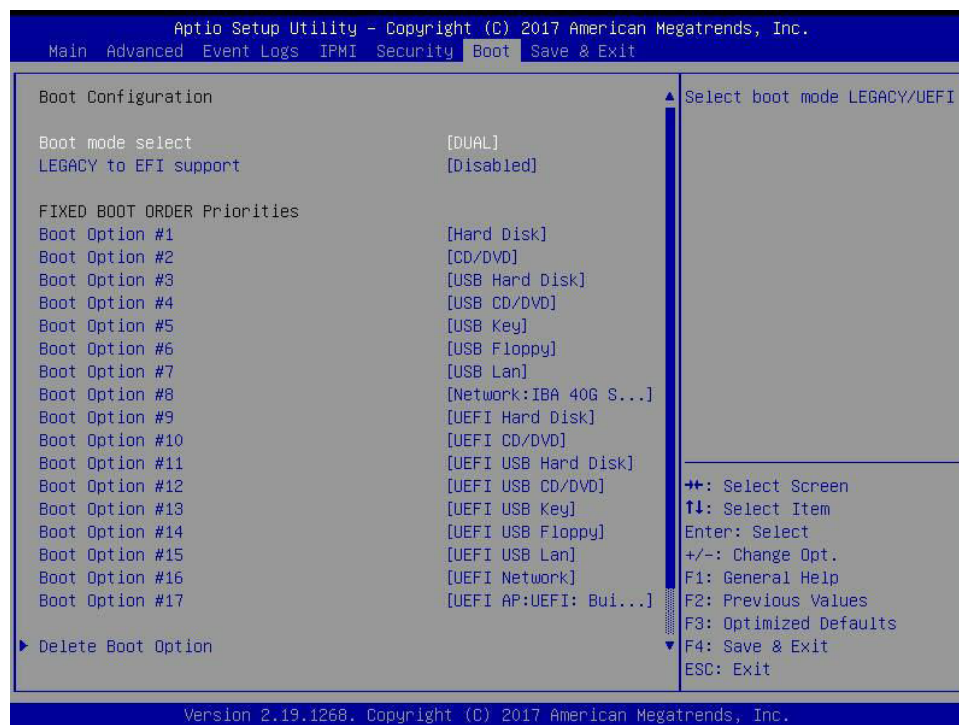 Aptio Setup Utility – Copyright (C) 2017 American Megatrends, Inc.
Main Advanced Event Logs IPMI Security Boot Save & Exit
Boot Configuration
Boot mode select [DUAL]
LEGACY to EFI support [Disabled]
FIXED BOOT ORDER Priorities
Boot Option #1 [Hard Disk]
Boot Option #2 [CD/DVD]
Boot Option #3 [USB Hard Disk]
Boot Option #4 [USB CD/DVD]
Boot Option #5 [USB Key]
Boot Option #6 [USB Floppy]
Boot Option #7 [USB Lan]
Boot Option #8 [Network:IBA 40G S...]
Boot Option #9 [UEFI Hard Disk]
Boot Option #10 [UEFI CD/DVD]
Boot Option #11 [UEFI USB Hard Disk]
Boot Option #12 [UEFI USB CD/DVD]
Boot Option #13 [UEFI USB Key]
Boot Option #14 [UEFI USB Floppy]
Boot Option #15 [UEFI USB Lan]
Boot Option #16 [UEFI Network]
Boot Option #17 [UEFI AP:UEFI: Bui...]
Delete Boot Option
Select boot mode LEGACY/UEFI
→←: Select Screen
↑↓: Select Item
Enter: Select
+/-: Change Opt.
F1: General Help
F2: Previous Values
F3: Optimized Defaults
F4: Save & Exit
ESC: Exit
Version 2.19.1268. Copyright (C) 2017 American Megatrends, Inc.